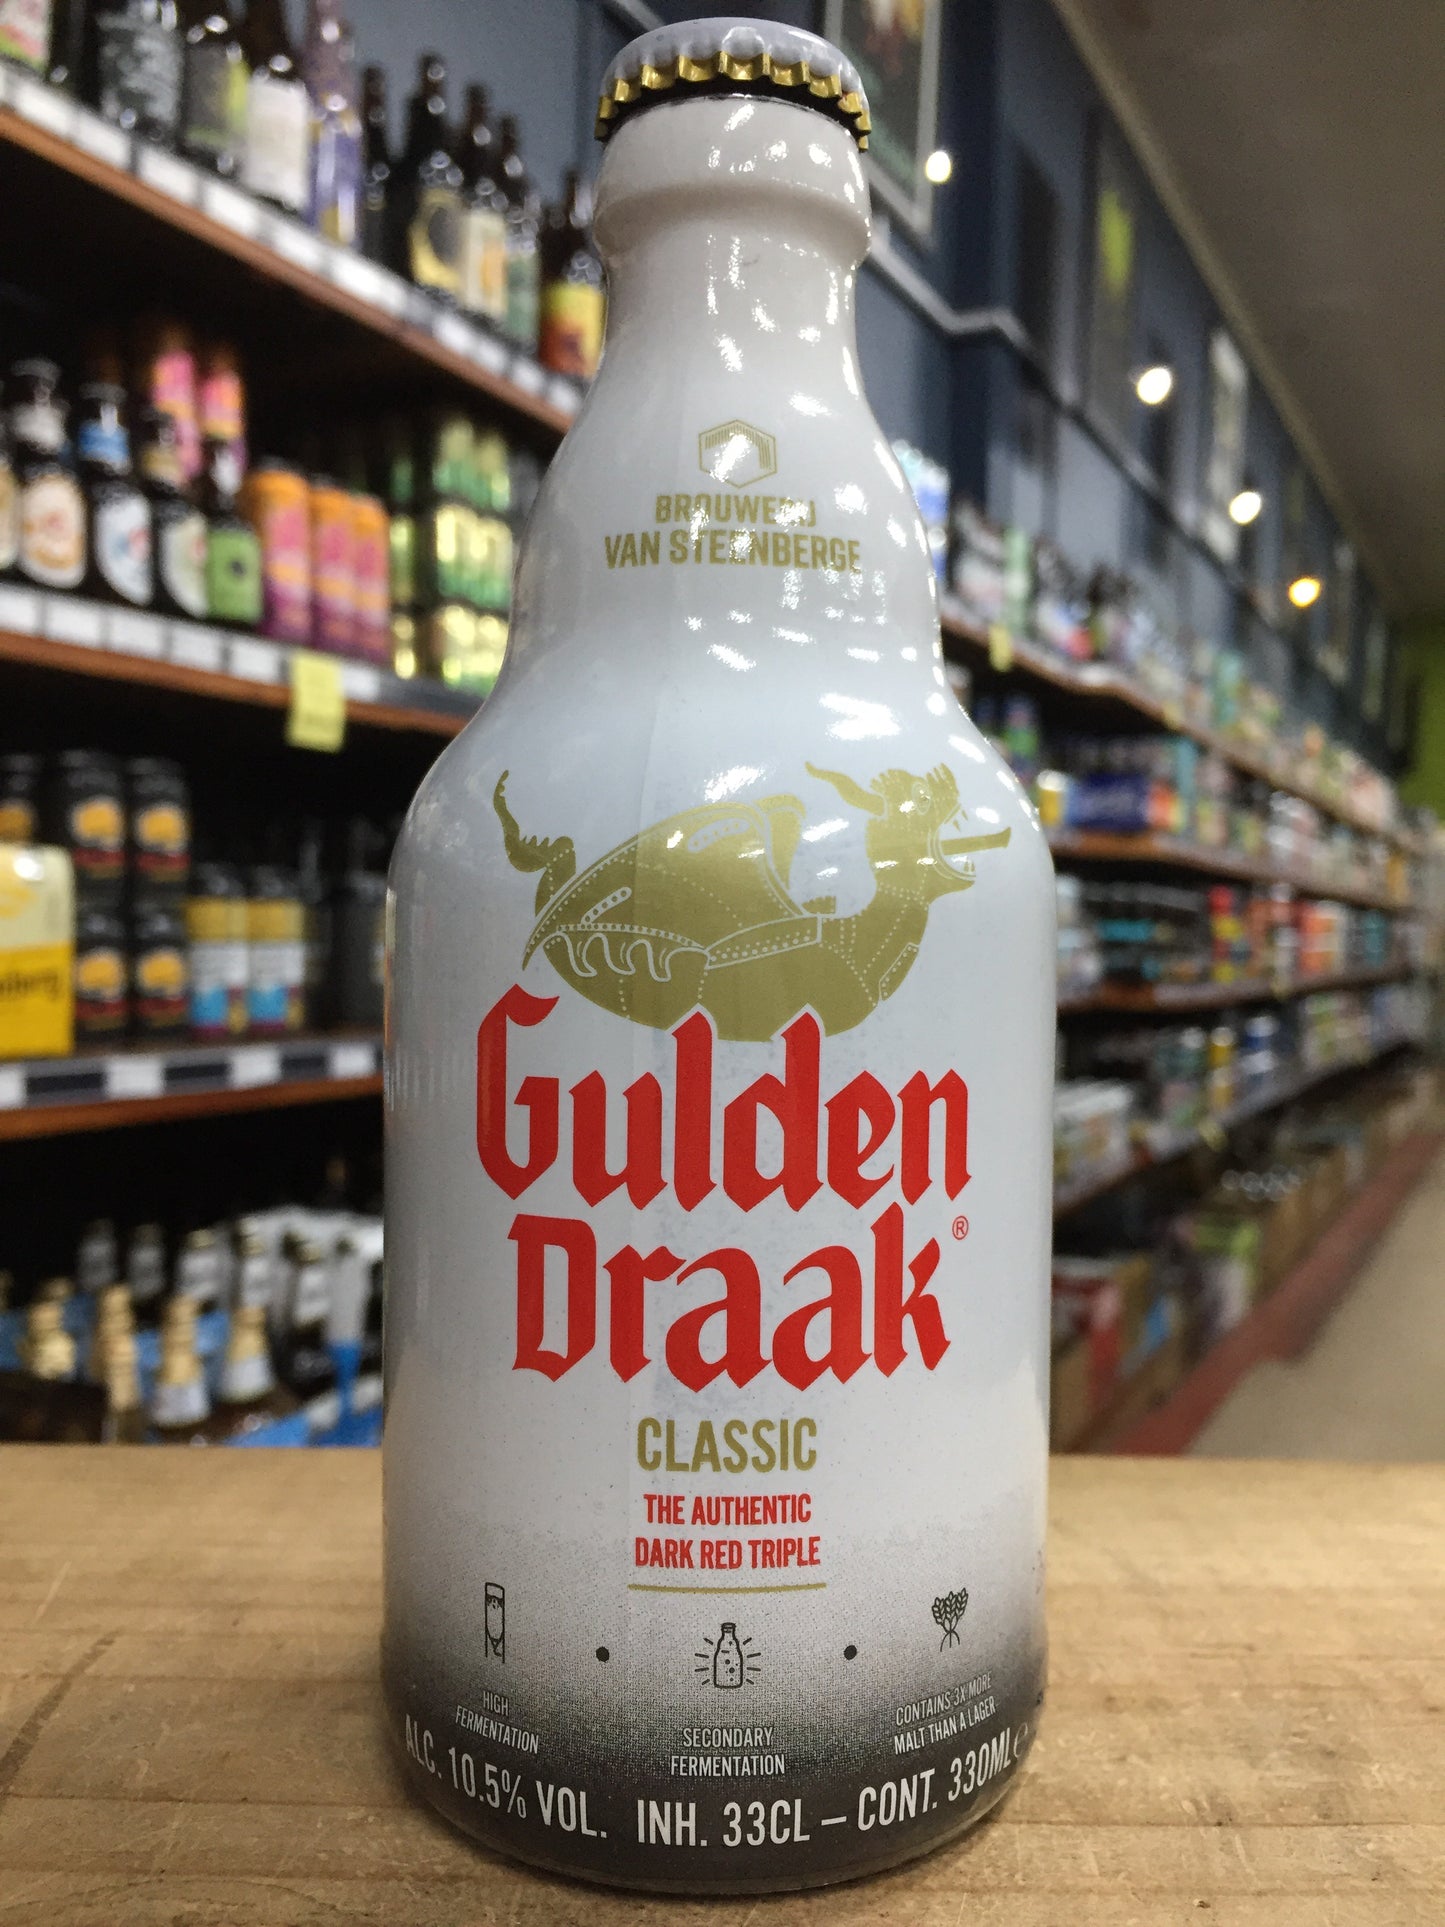 BROUWERIJ
VAN STEENBERGE
Gulden
Draak®
CLASSIC
THE AUTHENTIC
DARK RED TRIPLE
HIGH
FERMENTATION
SECONDARY
FERMENTATION
CONTAINS 3X MORE
MALT THAN A LAGER
ALC. 10.5% VOL. INH. 33CL – CONT. 330ML ℮